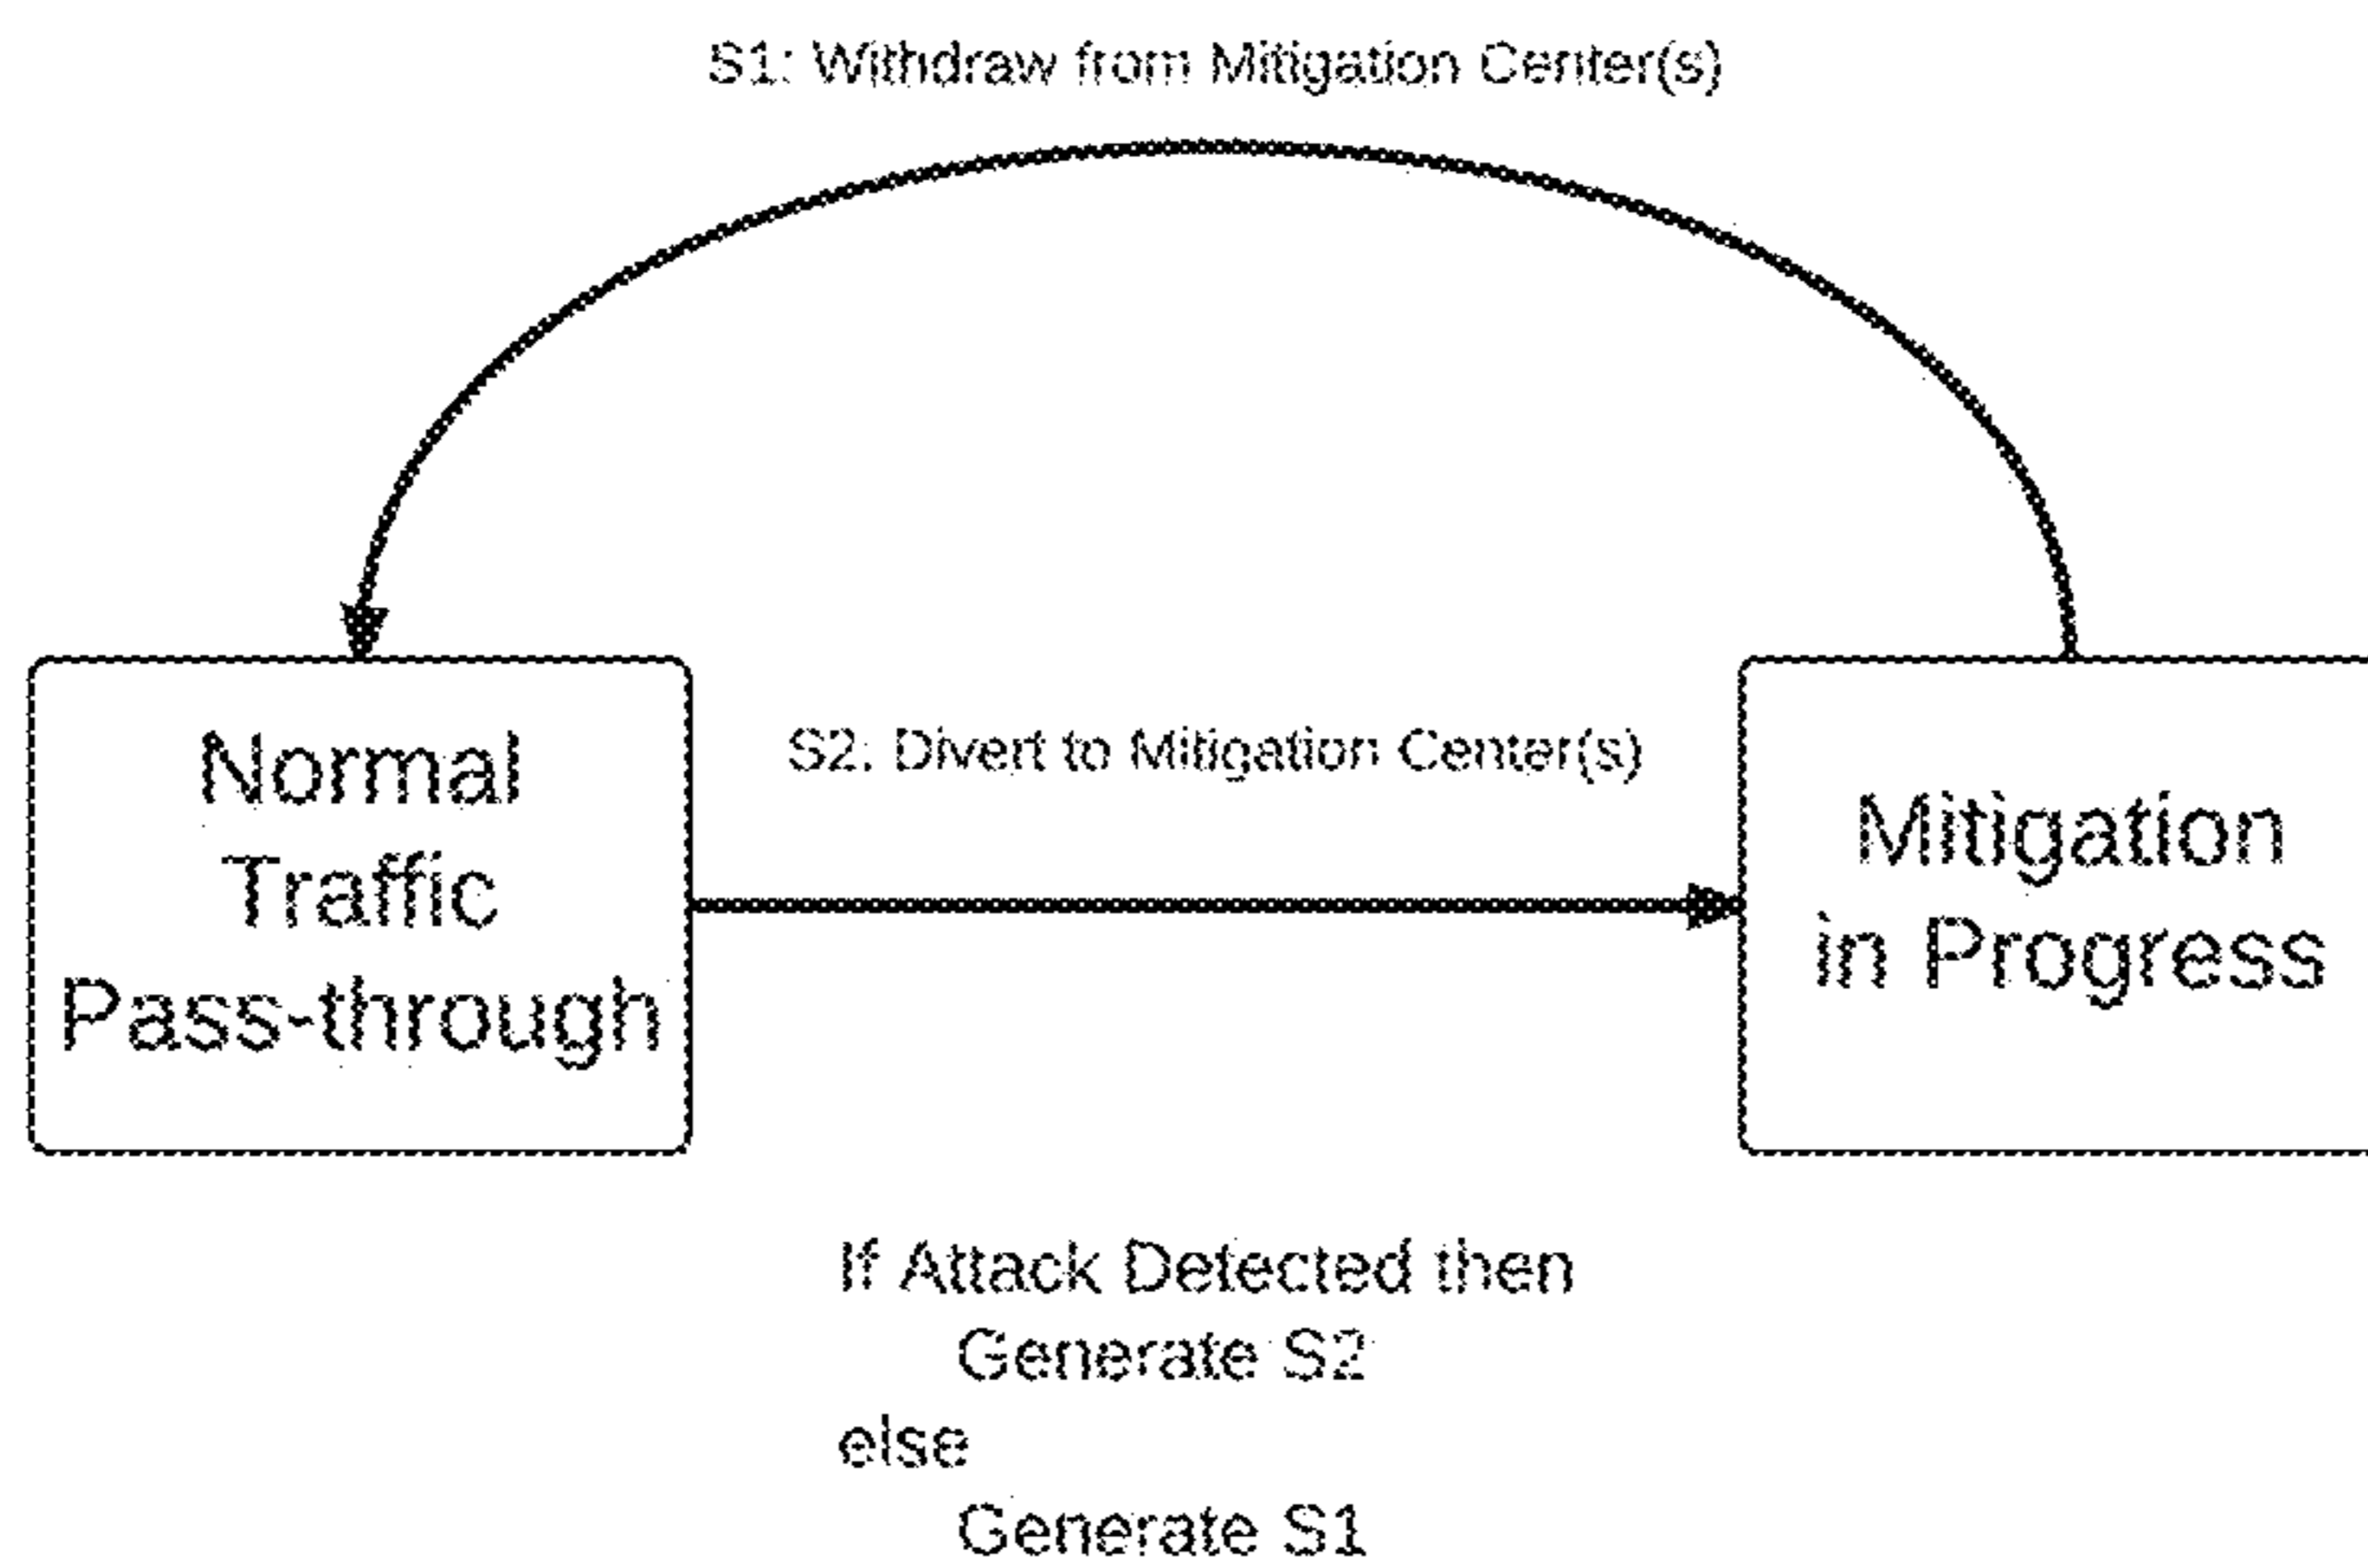 S1: Withdraw from Mitigation Center(s)
Normal
Traffic
Pass-through
S2: Divert to Mitigation Center(s)
Mitigation
in Progress
If Attack Detected then
Generate S2
else
Generate S1